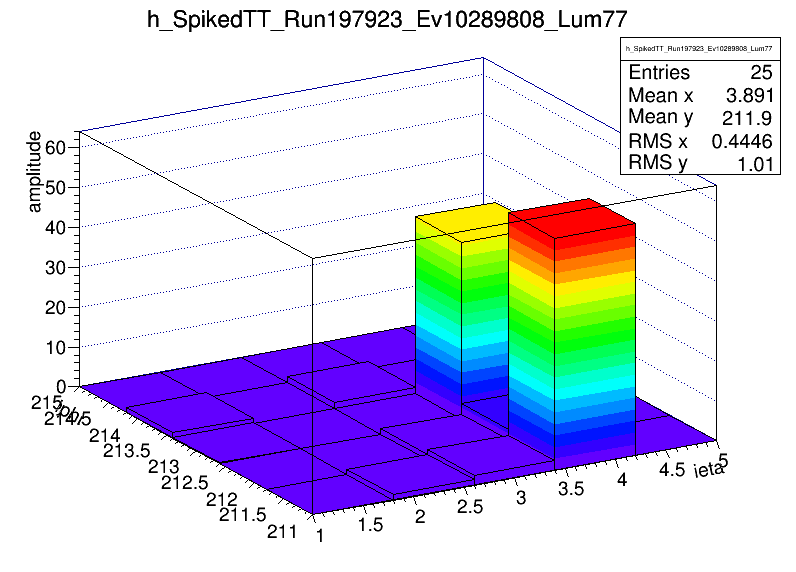 h_SpikedTT_Run197923_Ev10289808_Lum77
h_SpikedTT_Run197923_Ev10289808_Lum77
Entries 25
Mean x 3.891
Mean y 211.9
RMS x 0.4446
RMS y 1.01
amplitude
60
50
40
30
20
10
0
215
214.5
214
213.5
213
212.5
212
211.5
211
1
1.5
2
2.5
3
3.5
4
4.5
5
ieta